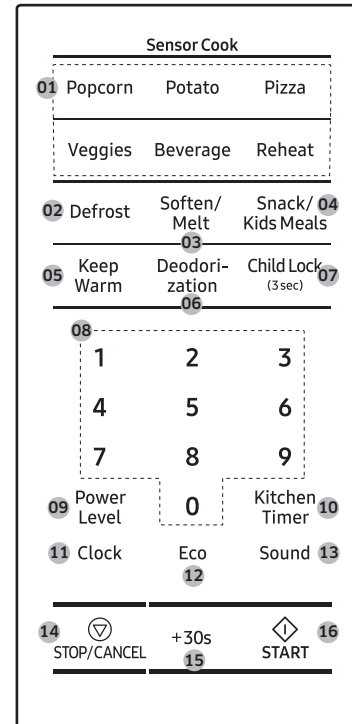 Sensor Cook
01 Popcorn Potato Pizza
Veggies Beverage Reheat
02 Defrost Soften/ Snack/ 04
Melt Kids Meals
03
05 Keep Deodori- Child Lock 07
Warm zation (3 sec)
06
08
1 2 3
4 5 6
7 8 9
09 Power Level 0 Kitchen Timer 10
11 Clock Eco Sound 13
12
14 STOP/CANCEL +30s START 16
15